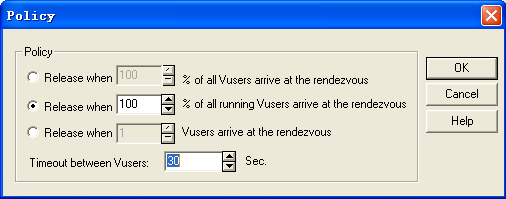 Policy
Policy
Release when 100 % of all Vusers arrive at the rendezvous
Release when 100 % of all running Vusers arrive at the rendezvous
Release when 1 Vusers arrive at the rendezvous
Timeout between Vusers: 30 Sec.
OK
Cancel
Help